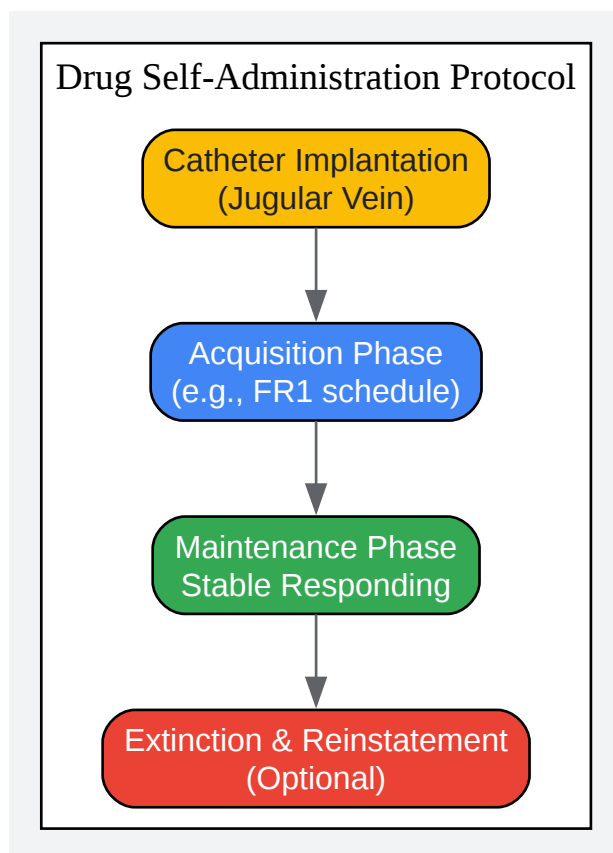 Drug Self-Administration Protocol
Catheter Implantation
(Jugular Vein)
Acquisition Phase
(e.g., FR1 schedule)
Maintenance Phase
Stable Responding
Extinction & Reinstatement
(Optional)